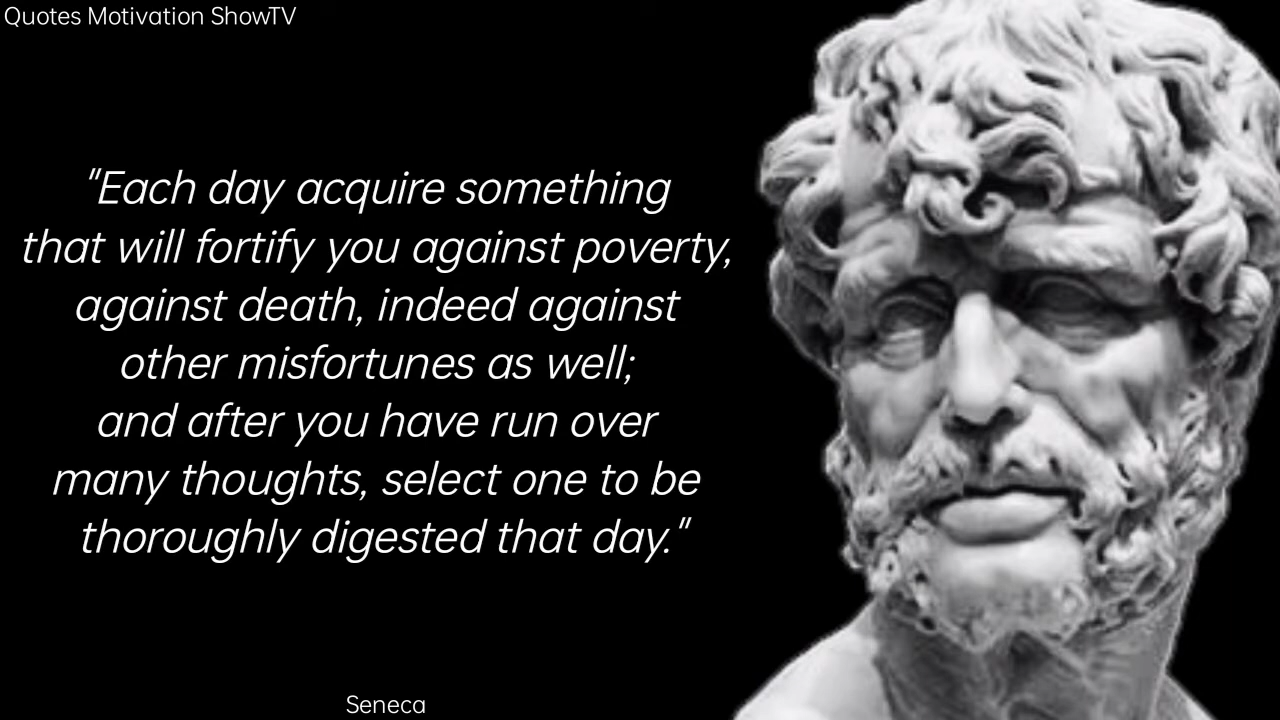 Quotes Motivation ShowTV
"Each day acquire something
that will fortify you against poverty,
against death, indeed against
other misfortunes as well;
and after you have run over
many thoughts, select one to be
thoroughly digested that day."
Seneca